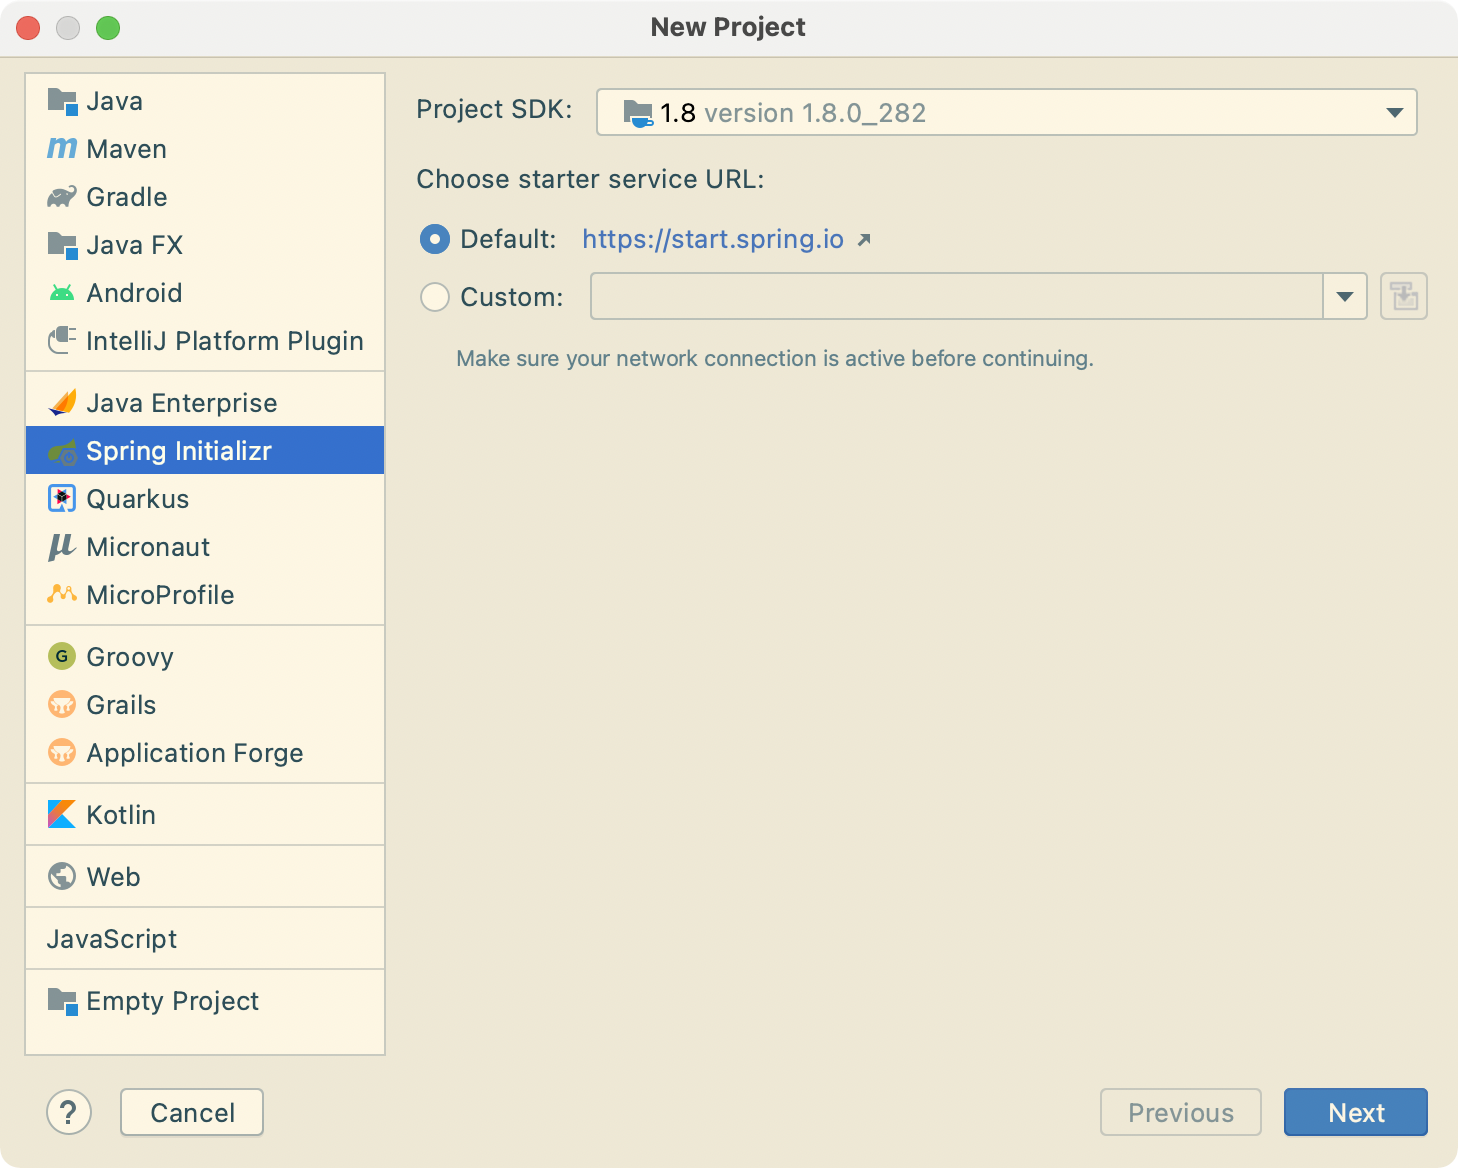 New Project
Java
Maven
Gradle
Java FX
Android
IntelliJ Platform Plugin
Java Enterprise
Spring Initializr
Quarkus
Micronaut
MicroProfile
G Groovy
Grails
Application Forge
Kotlin
Web
JavaScript
Empty Project
Project SDK: 1.8 version 1.8.0_282
Choose starter service URL:
Default: https://start.spring.io
Custom:
Make sure your network connection is active before continuing.
? Cancel Previous Next